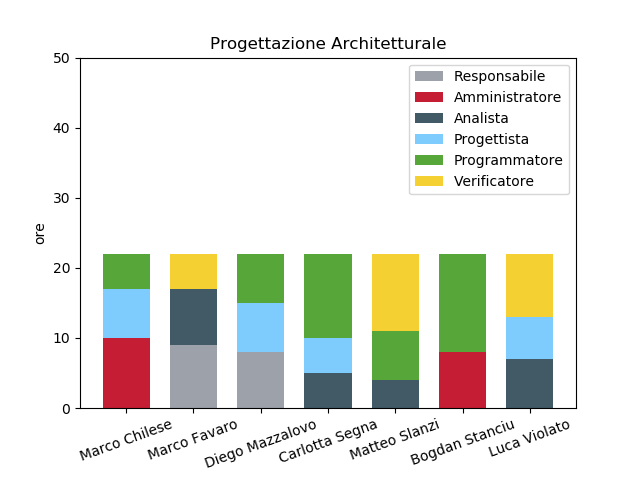 Progettazione Architetturale
50
40
30
20
10
0
ore
Responsabile
Amministratore
Analista
Progettista
Programmatore
Verificatore
Marco Chilese
Marco Favaro
Diego Mazzalovo
Carlotta Segna
Matteo Slanzi
Bogdan Stanciu
Luca Violato